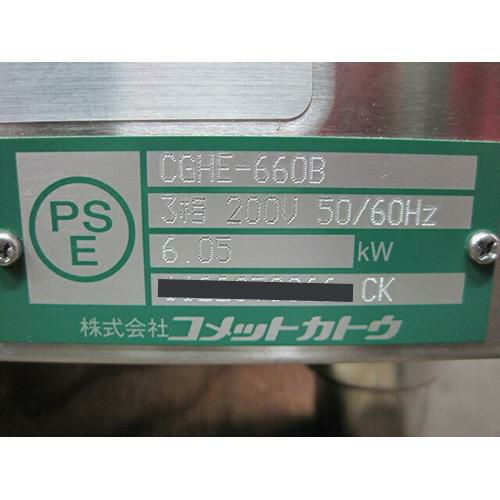 PS
E
CGHE-660B
3相 200V 50/60Hz
6.05 kW
CK
株式会社 コメットカトウ